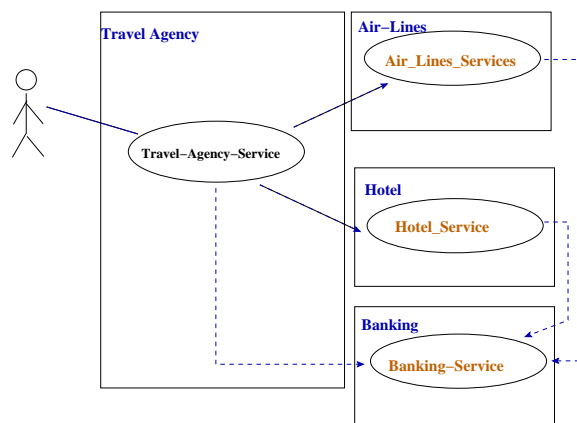 Travel Agency
Air−Lines
Air_Lines_Services
Travel−Agency−Service
Hotel
Hotel_Service
Banking
Banking−Service